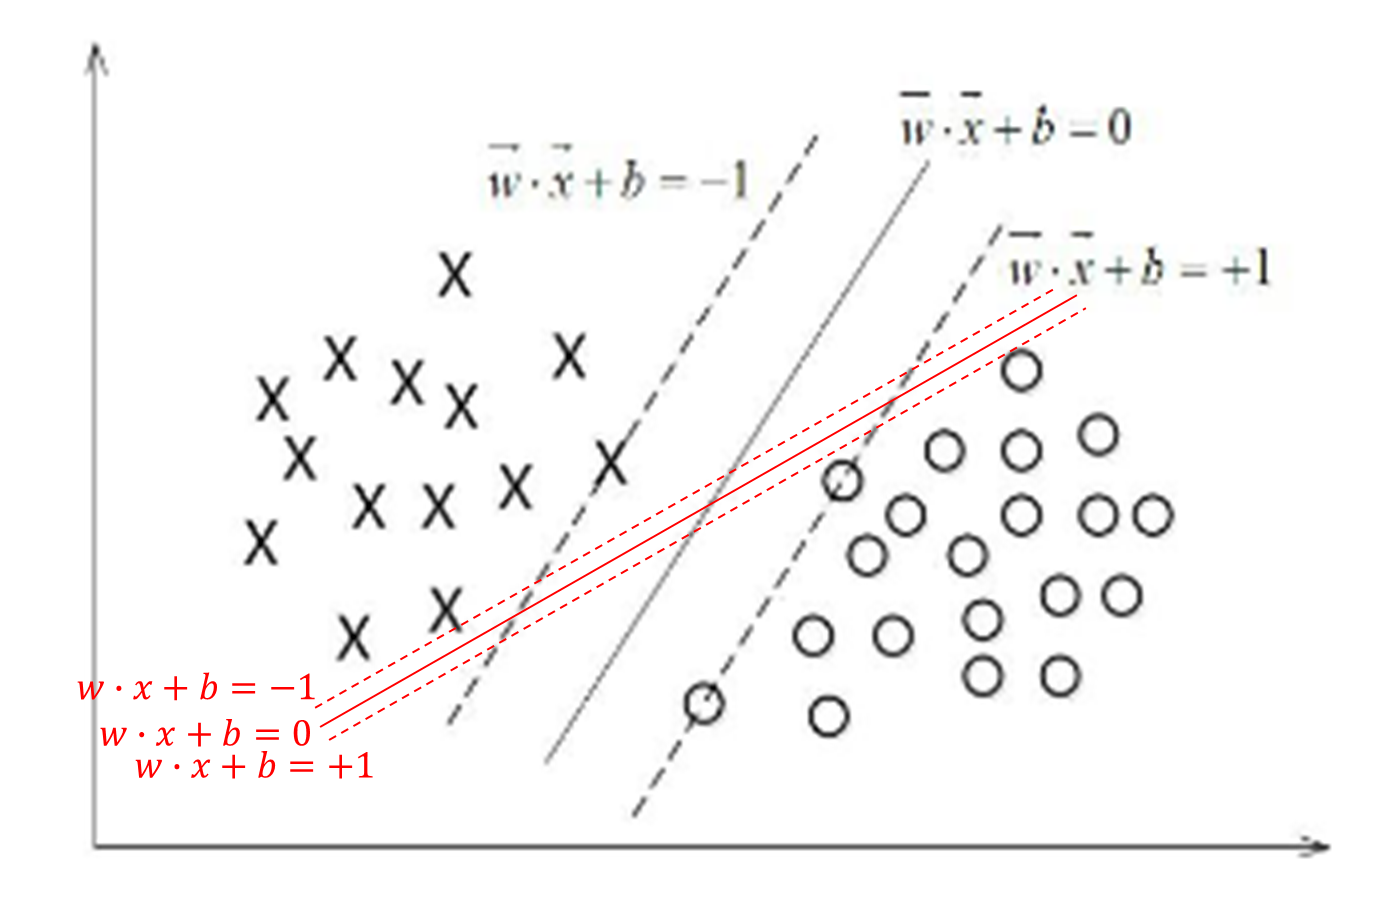 w · x + b = 0
w · x + b = −1
w · x + b = +1
X
X
X
X
X
X
X
X
X
X
X
X
X
X
w · x + b = −1
w · x + b = 0
w · x + b = +1